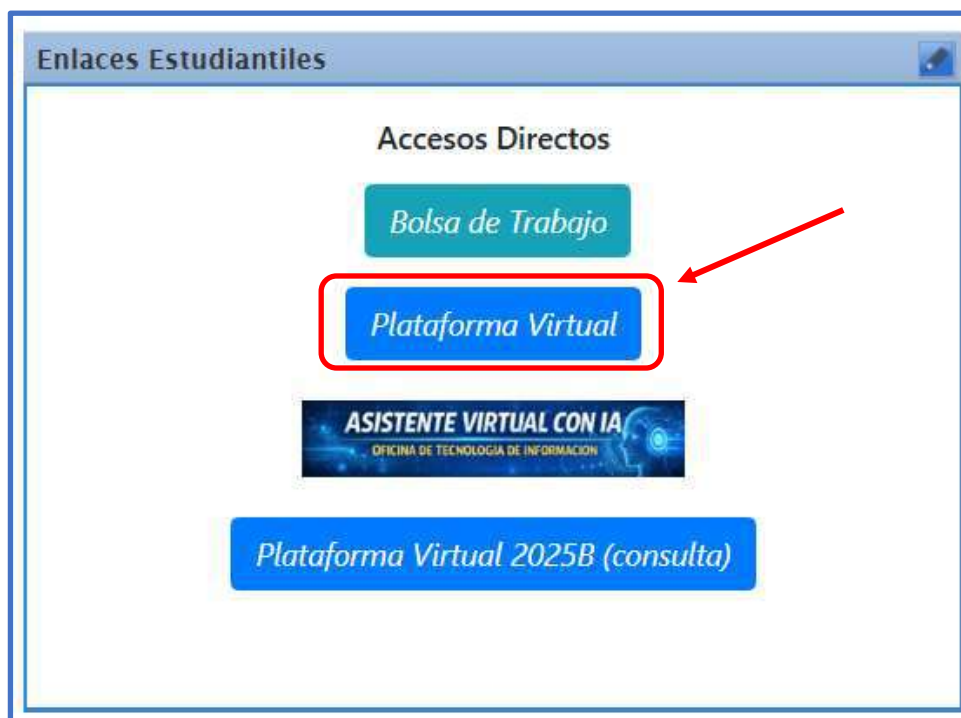 Enlaces Estudiantiles
Accesos Directos
Bolsa de Trabajo
Plataforma Virtual
ASISTENTE VIRTUAL CON IA
OFICINA DE TECNOLOGIA DE INFORMACION
Plataforma Virtual 2025B (consulta)